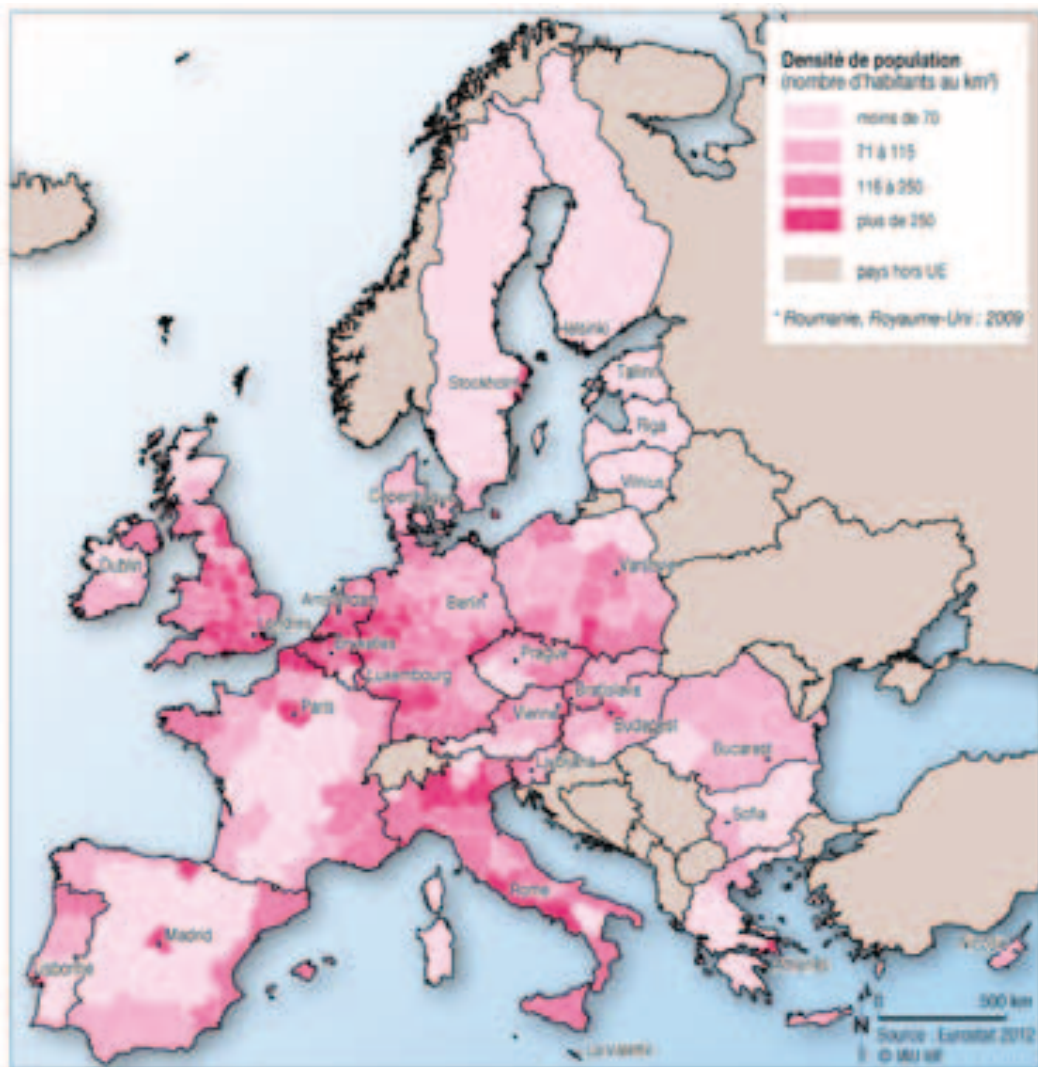 Densité de population
(nombre d'habitants au km²)
moins de 70
71 à 115
116 à 250
plus de 250
pays hors UE
* Roumanie, Royaume-Uni : 2009
Helsinki
Stockholm
Tallinn
Riga
Vilnius
Copenhague
Dublin
Amsterdam
Berlin
Varsovie
Londres
Bruxelles
Prague
Luxembourg
Paris
Bratislava
Vienne
Budapest
Ljubljana
Bucarest
Sofia
Rome
Madrid
Lisbonne
Athènes
Nicosie
La Valette
0 500 km
N
Source : Eurostat 2012
© IAU îdF